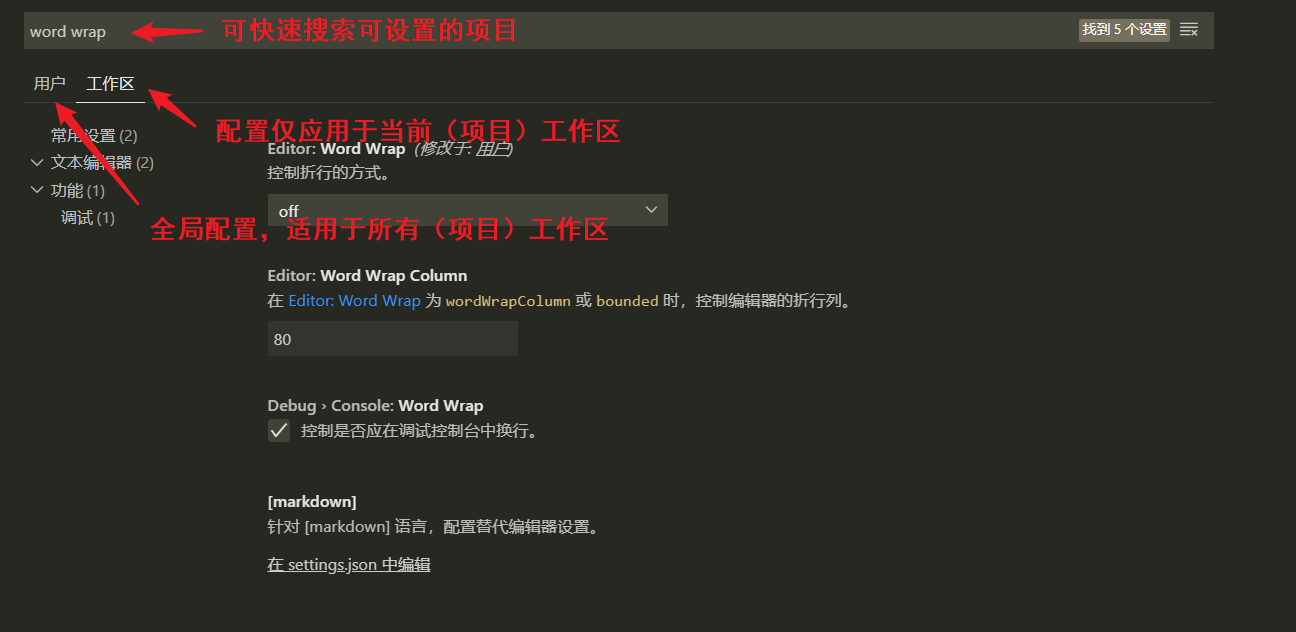 word wrap
可快速搜索可设置的项目
找到 5 个设置
用户
工作区
配置仅应用于当前（项目）工作区
常用设置 (2)
Editor: Word Wrap (修改于: 用户)
文本编辑器 (2)
控制折行的方式。
功能 (1)
off
调试 (1)
全局配置，适用于所有（项目）工作区
Editor: Word Wrap Column
在 Editor: Word Wrap 为 wordWrapColumn 或 bounded 时，控制编辑器的折行列。
80
Debug › Console: Word Wrap
控制是否应在调试控制台中换行。
[markdown]
针对 [markdown] 语言，配置替代编辑器设置。
在 settings.json 中编辑